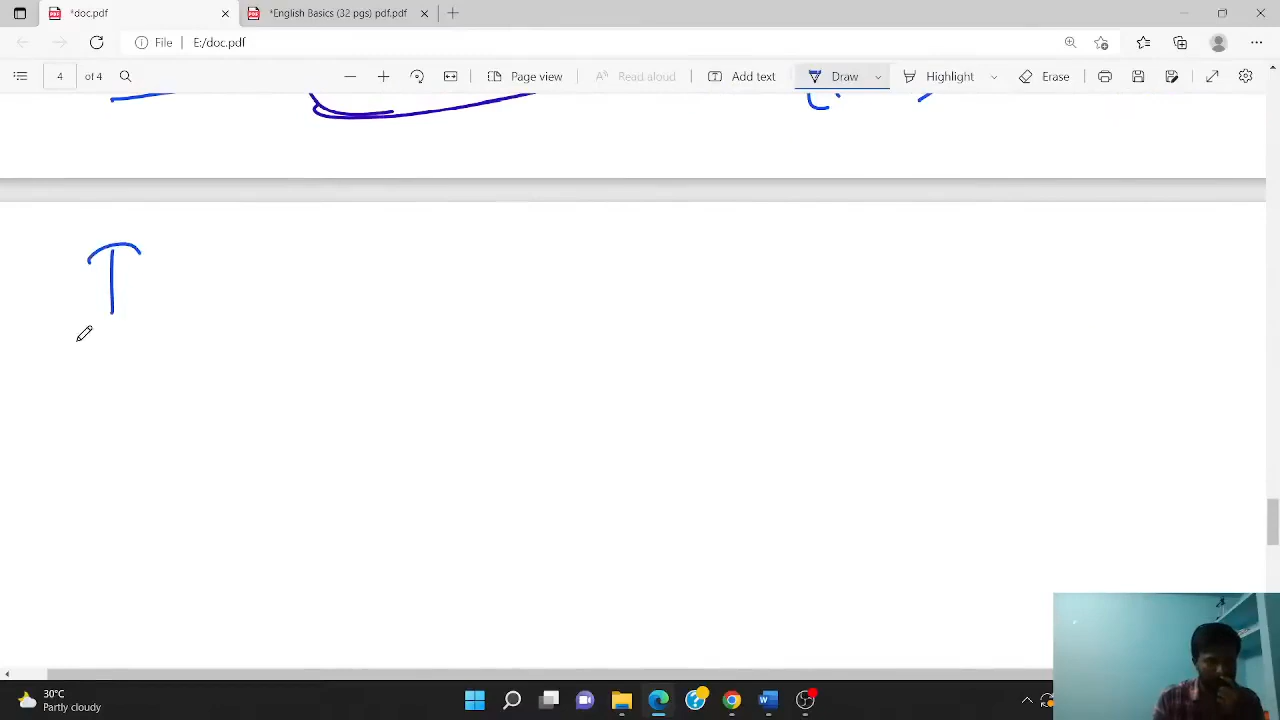 *doc.pdf
*English Basics (32 pgs) pdf.pdf
File E:/doc.pdf
4 of 4 Page view Read aloud Add text Draw Highlight Erase
T
30°C
Partly cloudy